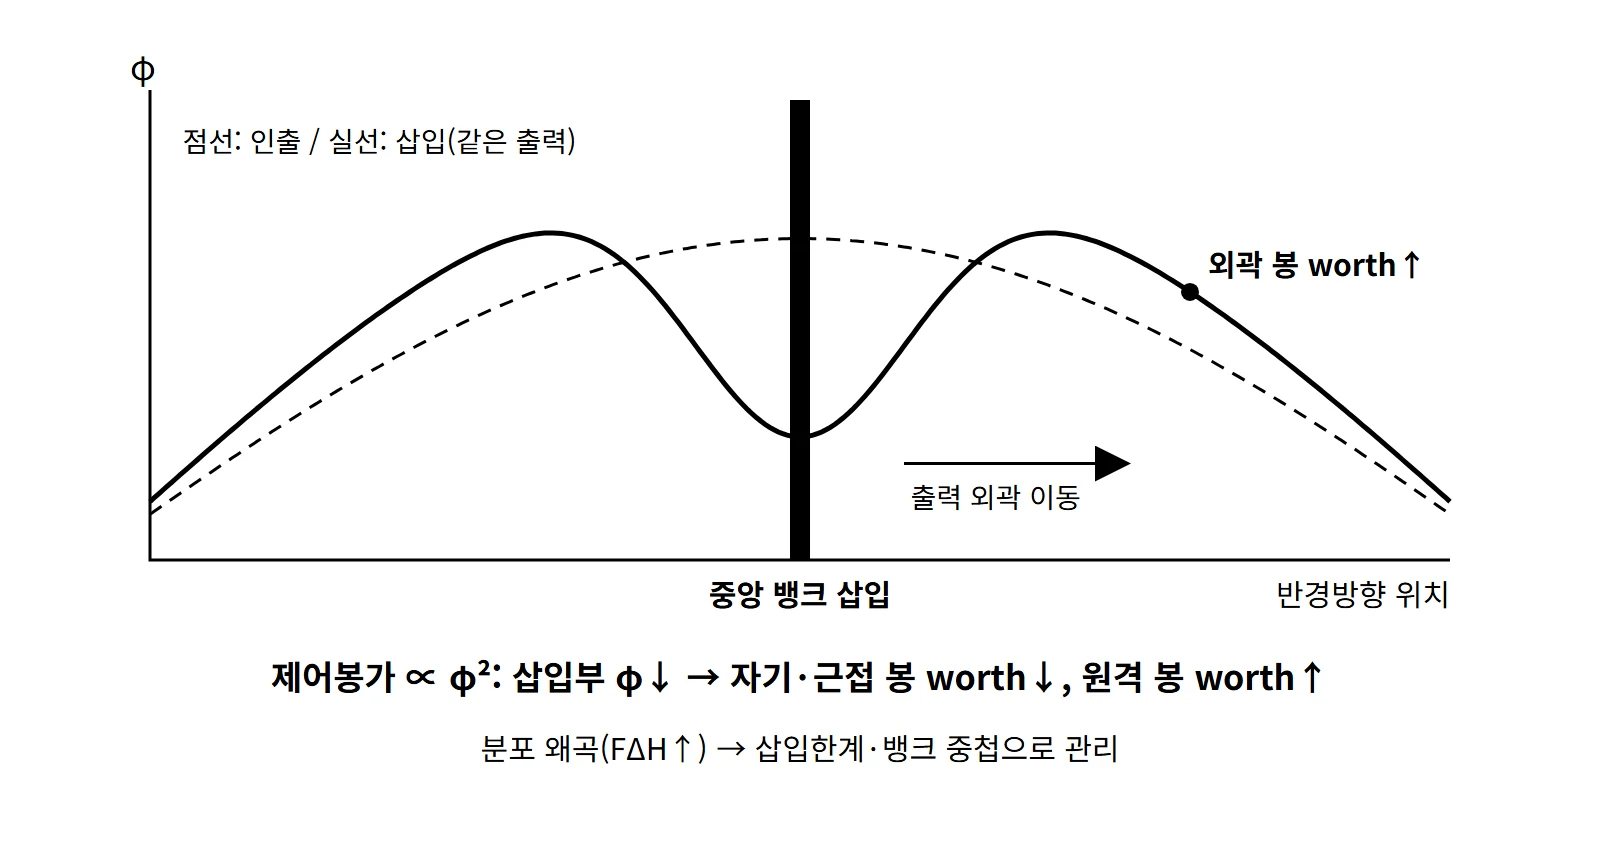 ϕ
점선: 인출 / 실선: 삽입(같은 출력)
외곽 봉 worth↑
출력 외곽 이동
중앙 뱅크 삽입
반경방향 위치
제어봉가 ∝ ϕ²: 삽입부 ϕ↓ → 자기·근접 봉 worth↓, 원격 봉 worth↑
분포 왜곡(FΔH↑) → 삽입한계·뱅크 중첩으로 관리